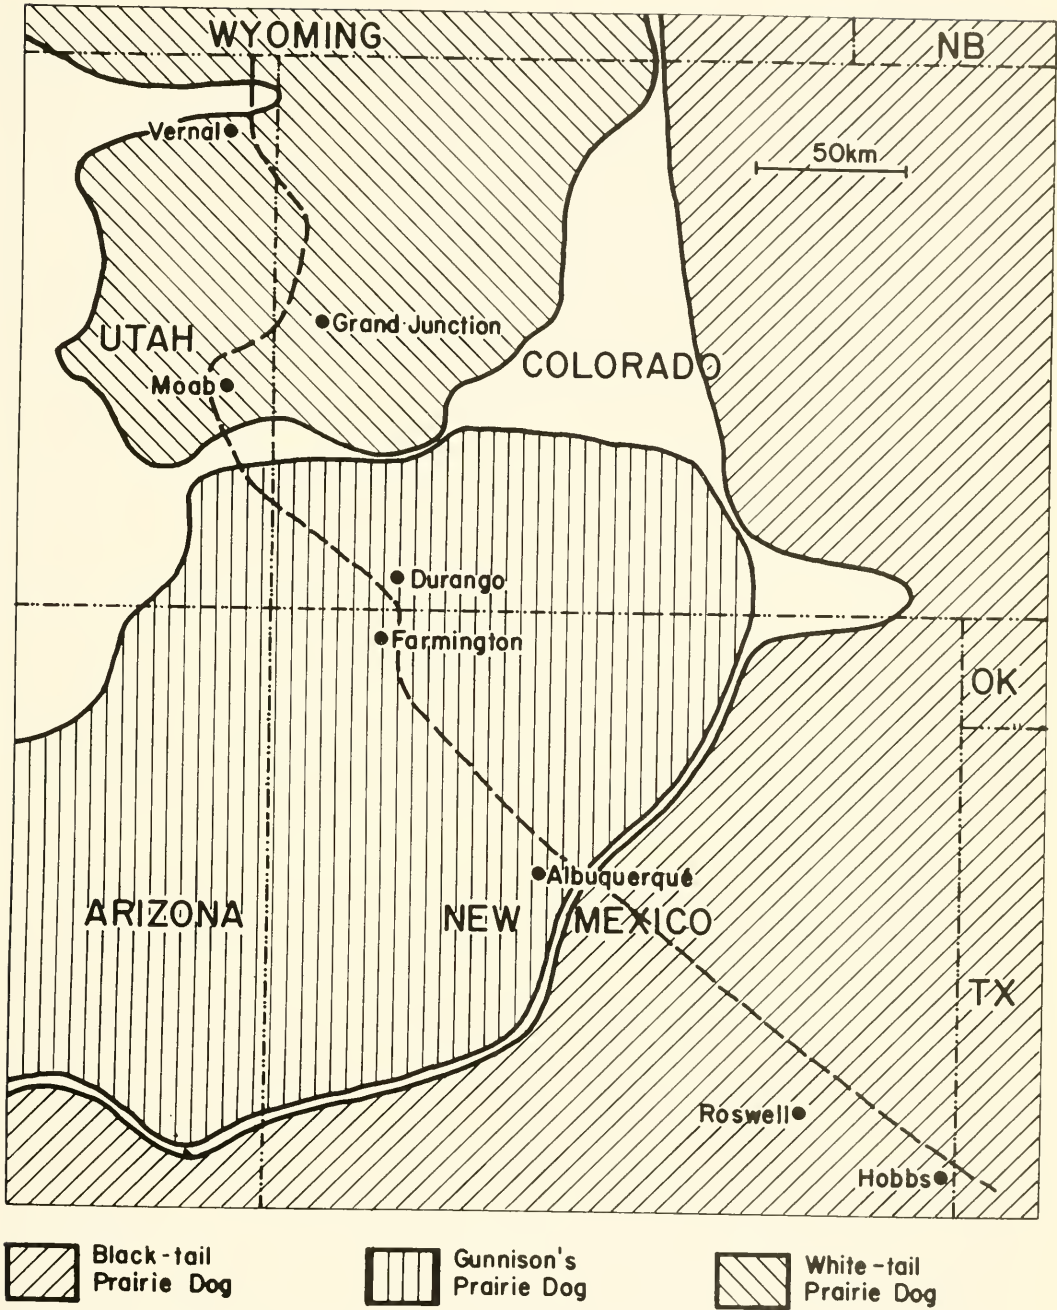 WYOMING
NB
Vernal
50km
Grand Junction
UTAH
COLORADO
Moab
Durango
Farmington
OK
Albuquerqué
ARIZONA
NEW MEXICO
TX
Roswell
Hobbs
Black-tail
Prairie Dog
Gunnison's
Prairie Dog
White-tail
Prairie Dog